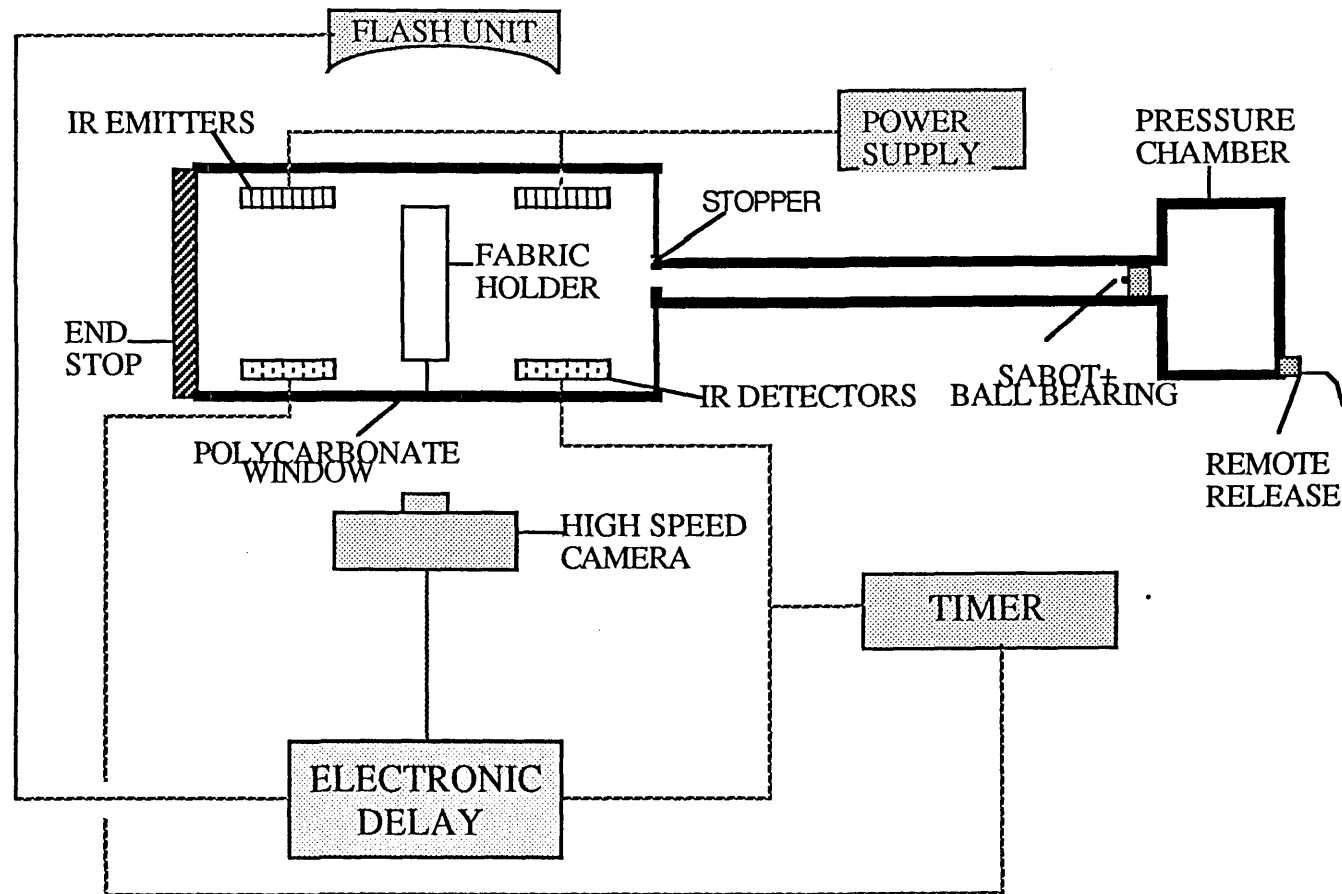 FLASH UNIT
IR EMITTERS
POWER
SUPPLY
PRESSURE
CHAMBER
STOPPER
FABRIC
HOLDER
END
STOP
SABOT+
BALL BEARING
IR DETECTORS
POLYCARBONATE
WINDOW
REMOTE
RELEASE
HIGH SPEED
CAMERA
TIMER
ELECTRONIC
DELAY